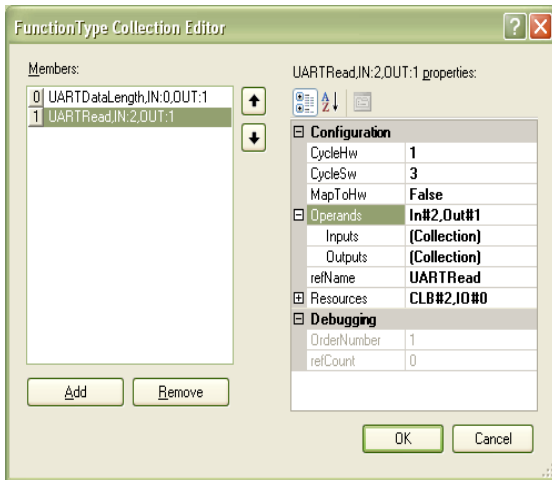 FunctionType Collection Editor
Members:
0 UARTDataLength,IN:0,OUT:1
1 UARTRead,IN:2,OUT:1
Add
Remove
UARTRead,IN:2,OUT:1 properties:
Configuration
CycleHw 1
CycleSw 3
MapToHw False
Operands In#2,Out#1
Inputs (Collection)
Outputs (Collection)
refName UARTRead
Resources CLB#2,IO#0
Debugging
OrderNumber 1
refCount 0
OK
Cancel